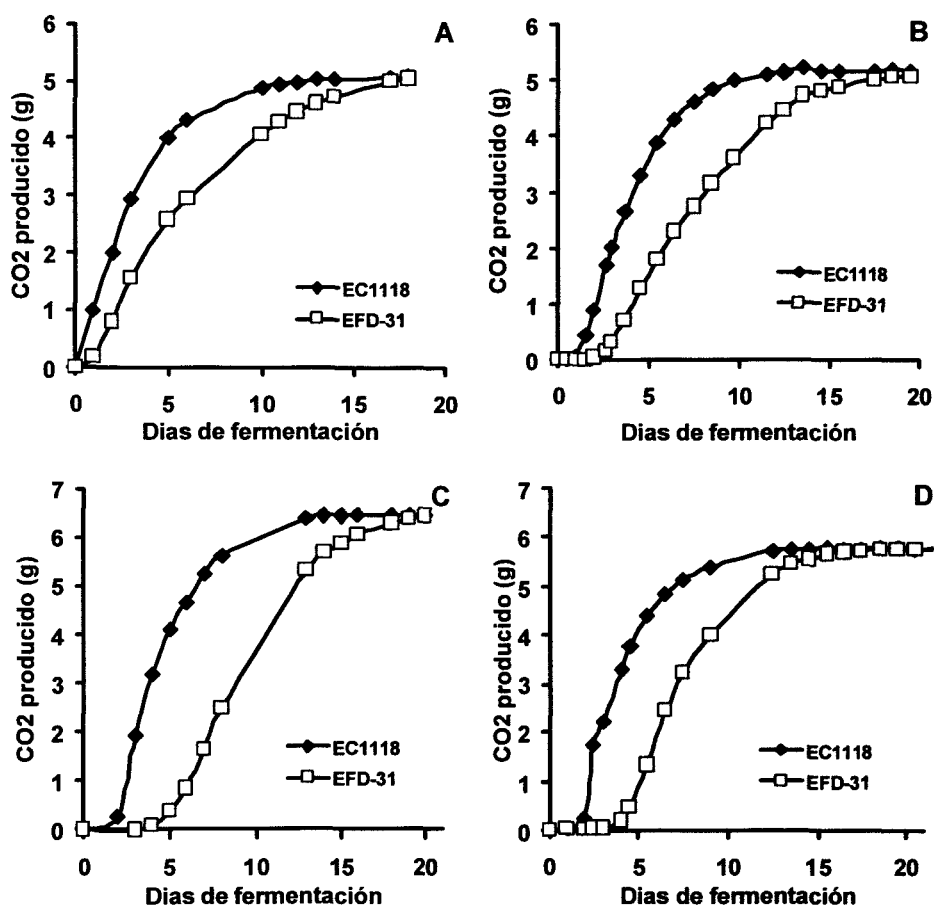 A
CO2 producido (g)
6
5
4
3
2
1
0
EC1118
EFD-31
0 5 10 15 20
Dias de fermentación
B
CO2 producido (g)
6
5
4
3
2
1
0
EC1118
EFD-31
0 5 10 15 20
Dias de fermentación
C
CO2 producido (g)
7
6
5
4
3
2
1
0
EC1118
EFD-31
0 5 10 15 20
Dias de fermentación
D
CO2 producido (g)
7
6
5
4
3
2
1
0
EC1118
EFD-31
0 5 10 15 20
Dias de fermentación